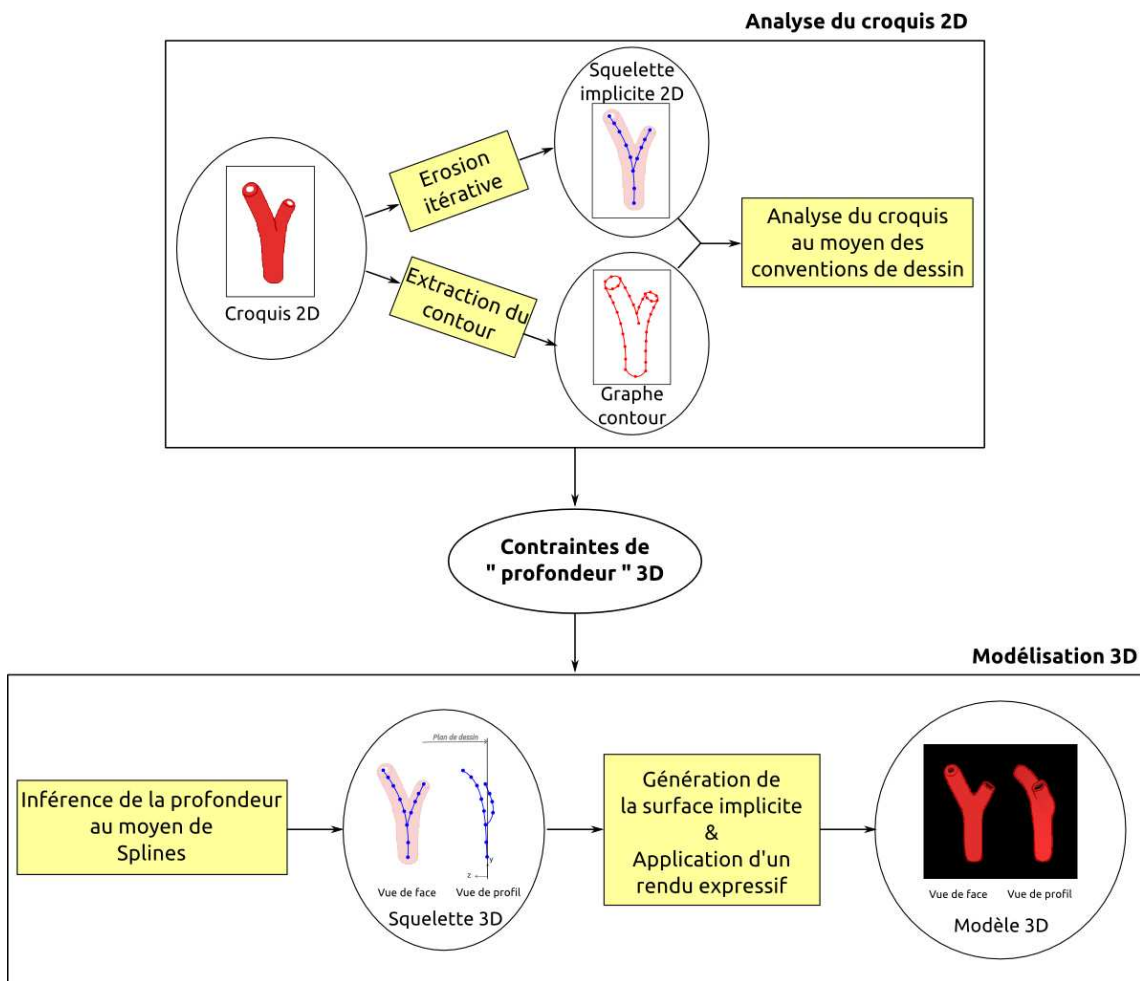 Analyse du croquis 2D
Squelette
implicite 2D
Erosion
itérative
Croquis 2D
Extraction du
contour
Graphe
contour
Analyse du croquis
au moyen des
conventions de dessin
Contraintes de
" profondeur " 3D
Modélisation 3D
Inférence de la profondeur
au moyen de
Splines
Plan de dessin
y
z
Vue de face
Vue de profil
Squelette 3D
Génération de
la surface implicite
&
Application d'un
rendu expressif
Vue de face
Vue de profil
Modèle 3D